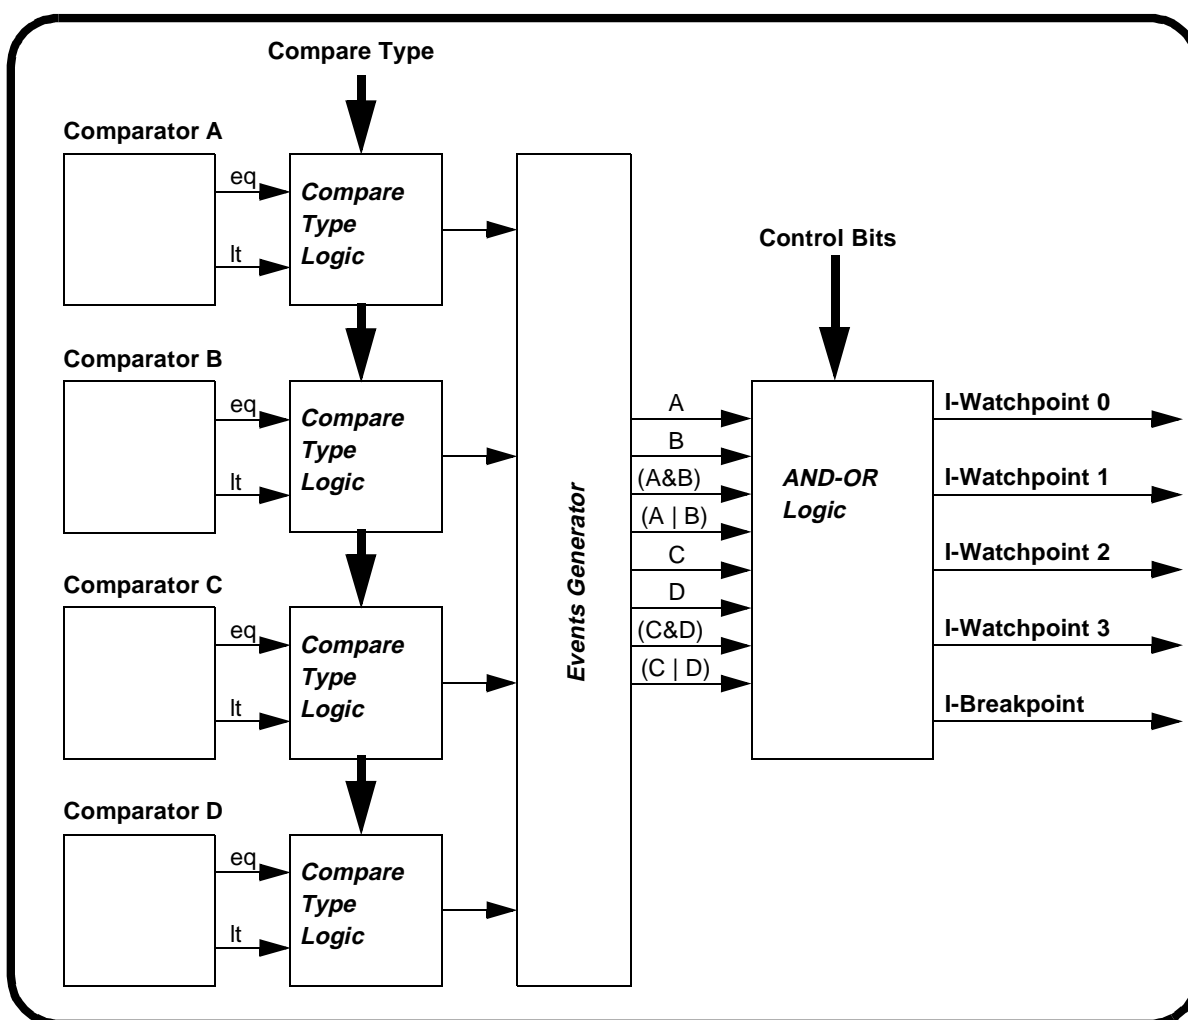 Compare Type
Comparator A
eq
lt
Compare
Type
Logic
Control Bits
Comparator B
eq
lt
Compare
Type
Logic
Comparator C
eq
lt
Compare
Type
Logic
Comparator D
eq
lt
Compare
Type
Logic
Events Generator
A
B
(A&B)
(A | B)
C
D
(C&D)
(C | D)
AND-OR
Logic
I-Watchpoint 0
I-Watchpoint 1
I-Watchpoint 2
I-Watchpoint 3
I-Breakpoint